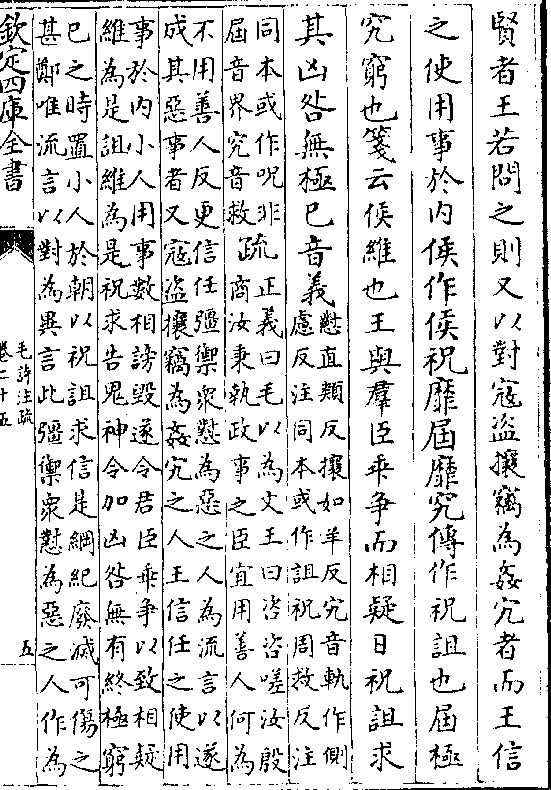 賢者王若問之則又以對寇盜攘竊為姦宄者而王信
之使用事於内侯作侯祝靡屆靡究傳作祝詛也屆極
究窮也箋云侯維也王與羣臣乖争而相疑日祝詛求
其凶咎無極已音義
懟直類反攘如羊反宄音軌作側
慮反注同本或作詛祝周救反注
同本或作呪非
屆音界究音救
疏
正義曰毛以為文王曰咨咨嗟汝殷
商汝秉執政事之臣宜用善人何為
不用善人反更信任彊禦衆懟為惡之人為流言以遂
成其惡事者又寇盜攘竊為姦宄之人王信任之使用
事於内小人用事數相謗毀遂令君臣乖争以致相疑
維為是詛維為是祝求告鬼神令加凶咎無有終極窮
已之時置小人於朝以祝詛求信是綱紀廢滅可傷之
甚鄭唯流言以對為異言此彊禦衆懟為惡之人作為
欽定四庫全書
毛詩注疏
卷二十五
五